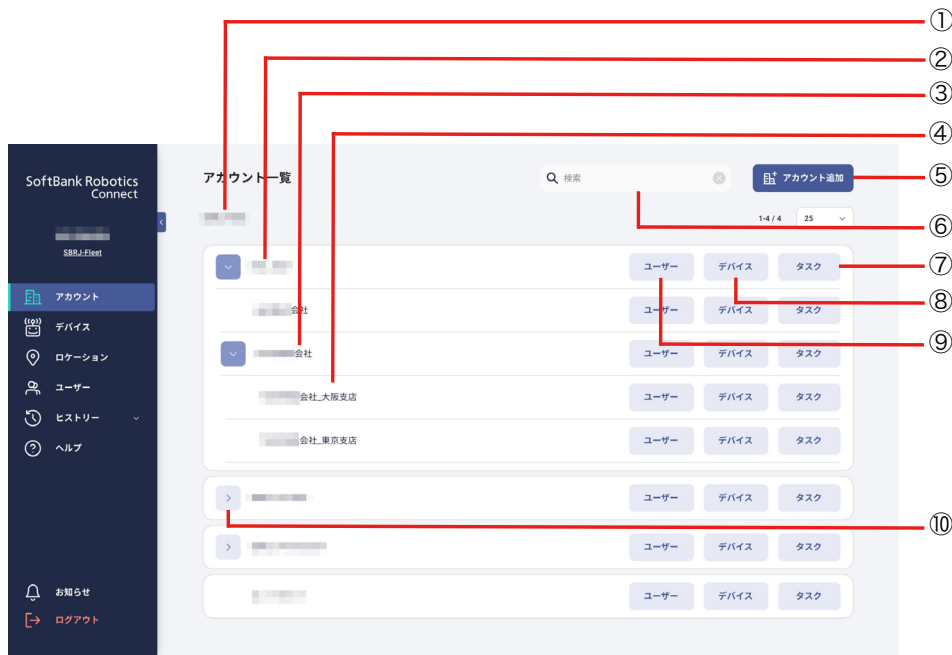 ①
②
③
④
SoftBank Robotics
Connect
SBRJ-Fleet
アカウント
デバイス
ロケーション
ユーザー
ヒストリー
ヘルプ
お知らせ
ログアウト
アカウント一覧
検索
アカウント追加
⑤
⑥
1-4 / 4
25
ユーザー デバイス タスク
⑦
会社
ユーザー デバイス タスク
⑧
会社
ユーザー デバイス タスク
⑨
会社_大阪支店
ユーザー デバイス タスク
会社_東京支店
ユーザー デバイス タスク
ユーザー デバイス タスク
⑩
ユーザー デバイス タスク
ユーザー デバイス タスク